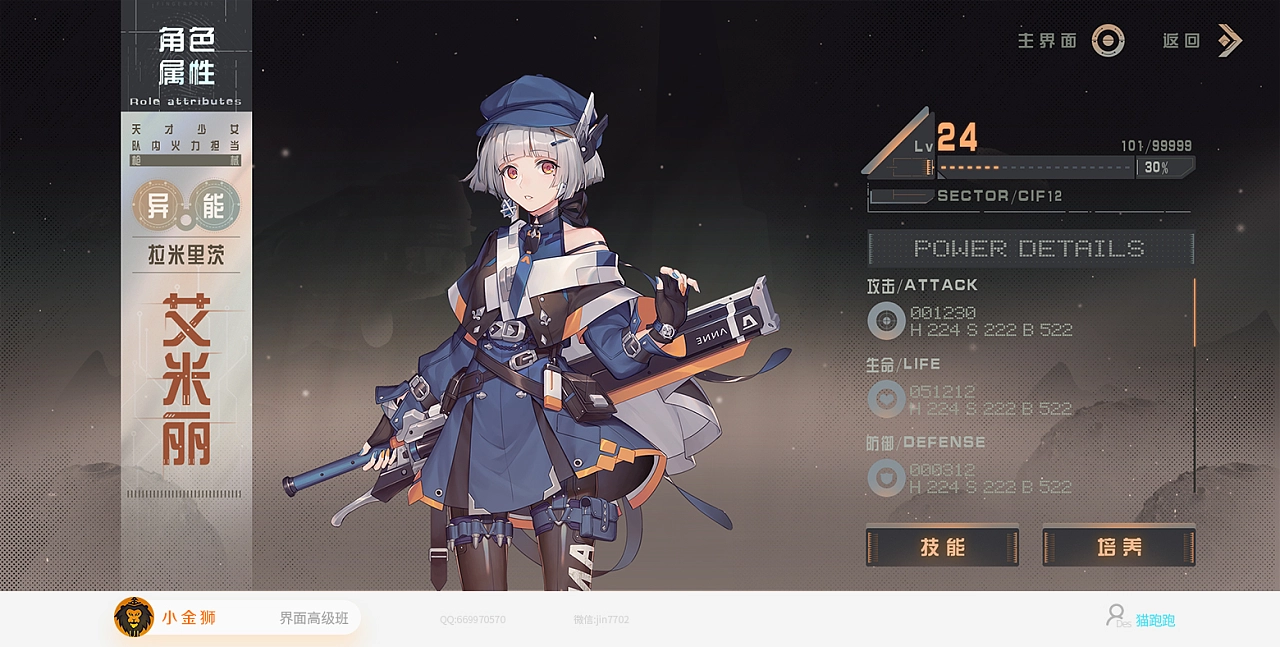 角色
属性
Role attributes
天才少女
队内火力担当
枪械
异能
拉米里茨
艾米丽
主界面
返回
Lv 24
101/99999
30%
SECTOR/CIF12
POWER DETAILS
攻击/ATTACK
001230
H 224 S 222 B 522
生命/LIFE
051212
H 224 S 222 B 522
防御/DEFENSE
000312
H 224 S 222 B 522
技能
培养
ANNE
小金狮
界面高级班
QQ:669970570
微信:jin7702
Des
猫跑跑